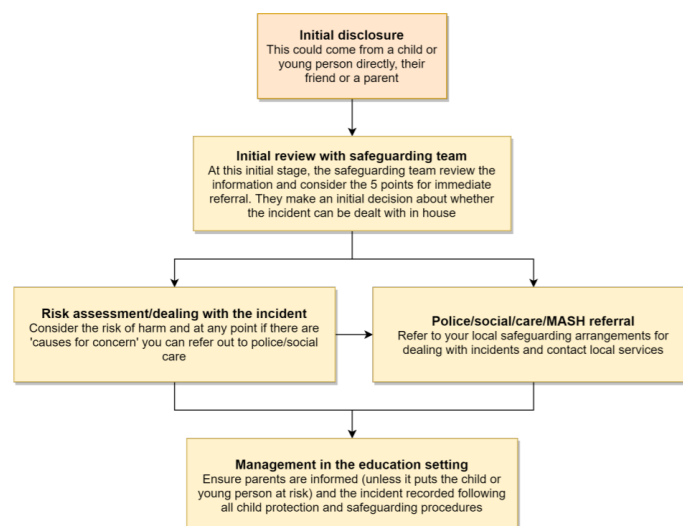 Initial disclosure
This could come from a child or
young person directly, their
friend or a parent
Initial review with safeguarding team
At this initial stage, the safeguarding team review the
information and consider the 5 points for immediate
referral. They make an initial decision about whether
the incident can be dealt with in house
Risk assessment/dealing with the incident
Consider the risk of harm and at any point if there are
'causes for concern' you can refer out to police/social
care
Police/social/care/MASH referral
Refer to your local safeguarding arrangements for
dealing with incidents and contact local services
Management in the education setting
Ensure parents are informed (unless it puts the child or
young person at risk) and the incident recorded following
all child protection and safeguarding procedures